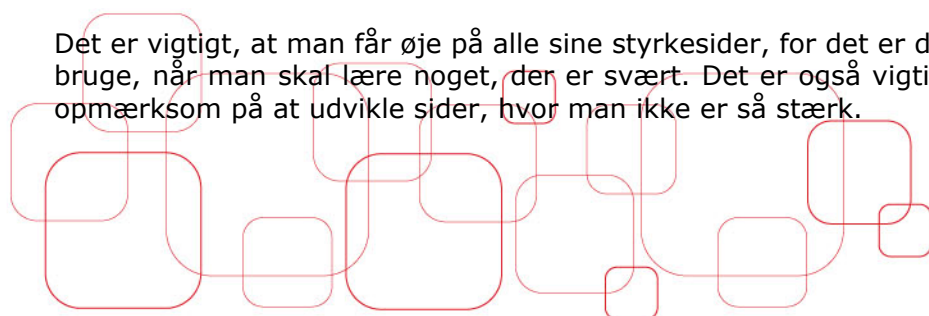 Det er vigtigt, at man får øje på alle sine styrkesider, for det er
bruge, når man skal lære noget, der er svært. Det er også
opmærksom på at udvikle sider, hvor man ikke er så stærk.